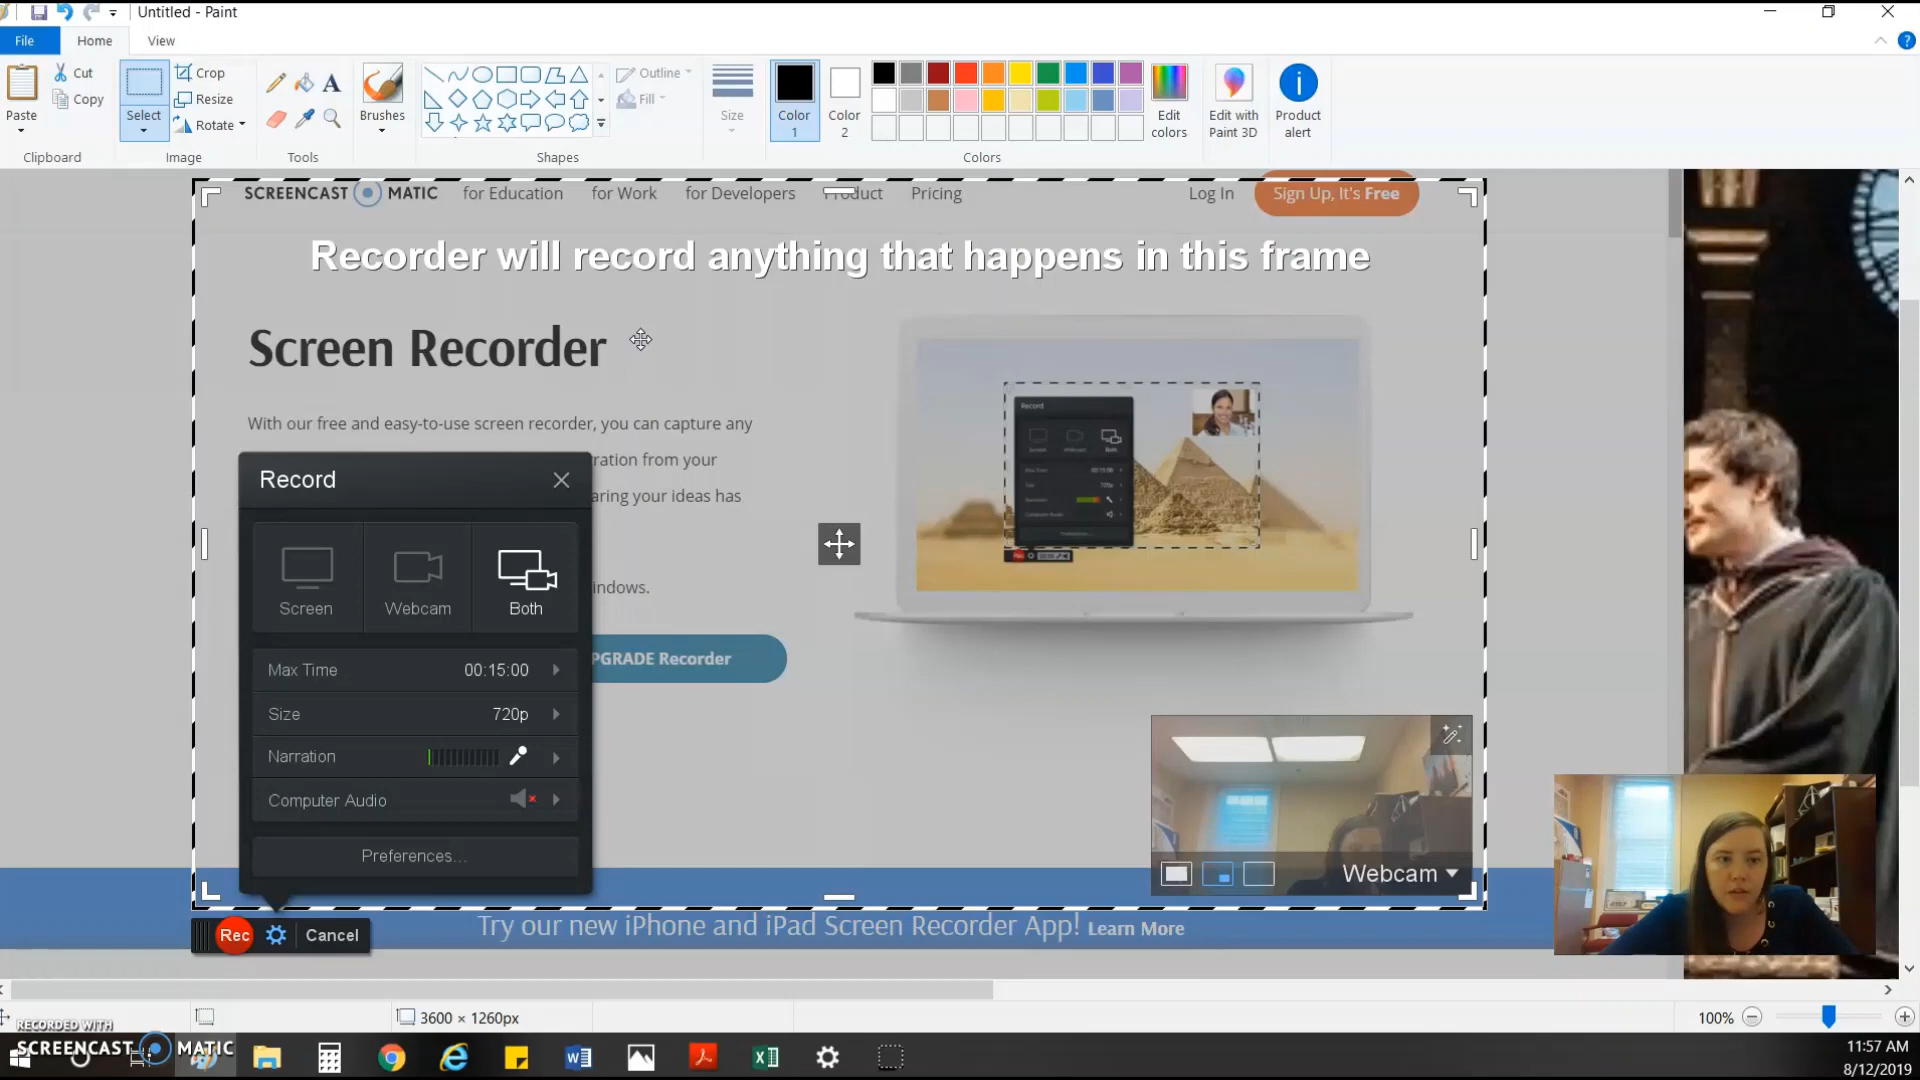 Untitled - Paint
File Home View
Paste
Cut
Copy
Clipboard
Select
Crop
Resize
Rotate
Image
Tools
Brushes
Outline
Fill
Shapes
Size
Color 1
Color 2
Colors
Edit colors
Edit with Paint 3D
Product alert
SCREENCAST MATIC for Education for Work for Developers Product Pricing Log In Sign Up, It's Free
Recorder will record anything that happens in this frame
Screen Recorder
With our free and easy-to-use screen recorder, you can capture any
ration from your
aring your ideas has
indows.
PGRADE Recorder
Record
Screen Webcam Both
Max Time 00:15:00
Size 720p
Narration
Computer Audio
Preferences...
Record
Webcam
Rec Cancel
Try our new iPhone and iPad Screen Recorder App! Learn More
3600 × 1260px
100%
RECORDED WITH
SCREENCAST MATIC
11:57 AM
8/12/2019